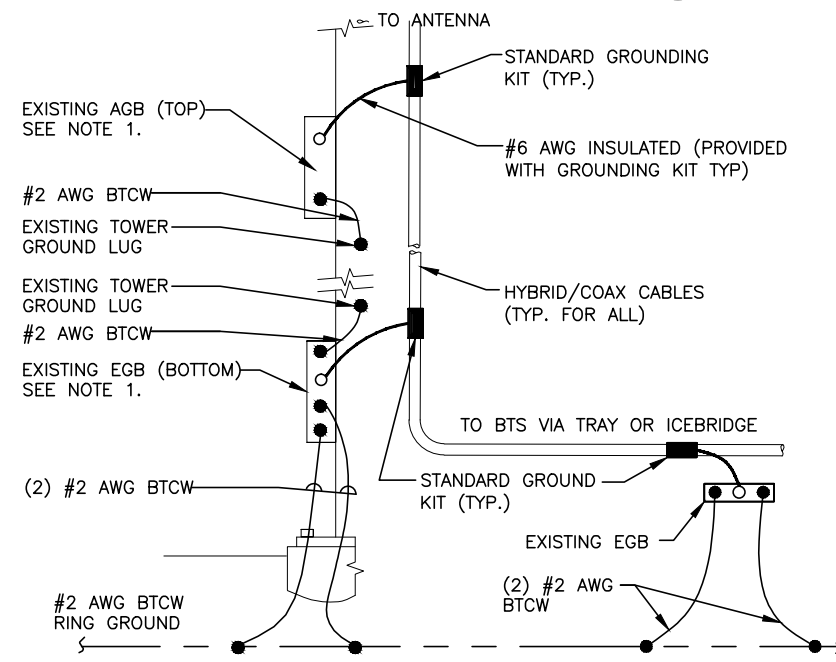 TO ANTENNA
STANDARD GROUNDING
KIT (TYP.)
EXISTING AGB (TOP)
SEE NOTE 1.
#6 AWG INSULATED (PROVIDED
WITH GROUNDING KIT TYP)
#2 AWG BTCW
EXISTING TOWER
GROUND LUG
EXISTING TOWER
GROUND LUG
HYBRID/COAX CABLES
(TYP. FOR ALL)
#2 AWG BTCW
EXISTING EGB (BOTTOM)
SEE NOTE 1.
TO BTS VIA TRAY OR ICEBRIDGE
(2) #2 AWG BTCW
STANDARD GROUND
KIT (TYP.)
EXISTING EGB
(2) #2 AWG
BTCW
#2 AWG BTCW
RING GROUND